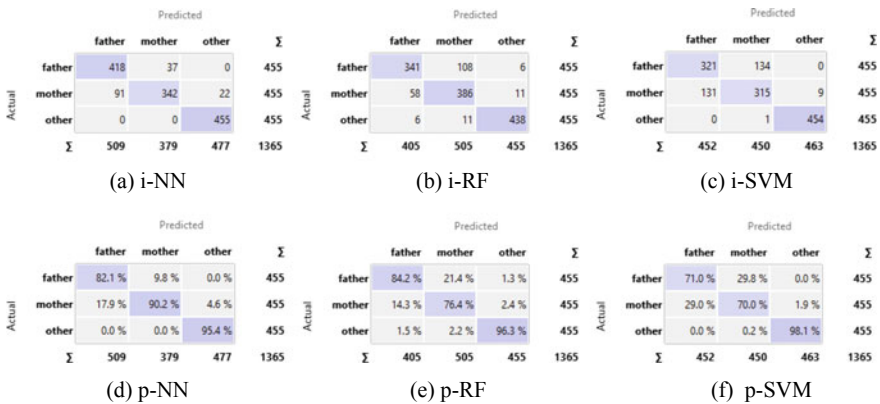 Predicted
father mother other Σ
father 418 37 0 455
mother 91 342 22 455
other 0 0 455 455
Σ 509 379 477 1365
Actual
(a) i-NN
Predicted
father mother other Σ
father 341 108 6 455
mother 58 386 11 455
other 6 11 438 455
Σ 405 505 455 1365
Actual
(b) i-RF
Predicted
father mother other Σ
father 321 134 0 455
mother 131 315 9 455
other 0 1 454 455
Σ 452 450 463 1365
Actual
(c) i-SVM
Predicted
father mother other Σ
father 82.1 % 9.8 % 0.0 % 455
mother 17.9 % 90.2 % 4.6 % 455
other 0.0 % 0.0 % 95.4 % 455
Σ 509 379 477 1365
Actual
(d) p-NN
Predicted
father mother other Σ
father 84.2 % 21.4 % 1.3 % 455
mother 14.3 % 76.4 % 2.4 % 455
other 1.5 % 2.2 % 96.3 % 455
Σ 405 505 455 1365
Actual
(e) p-RF
Predicted
father mother other Σ
father 71.0 % 29.8 % 0.0 % 455
mother 29.0 % 70.0 % 1.9 % 455
other 0.0 % 0.2 % 98.1 % 455
Σ 452 450 463 1365
Actual
(f) p-SVM